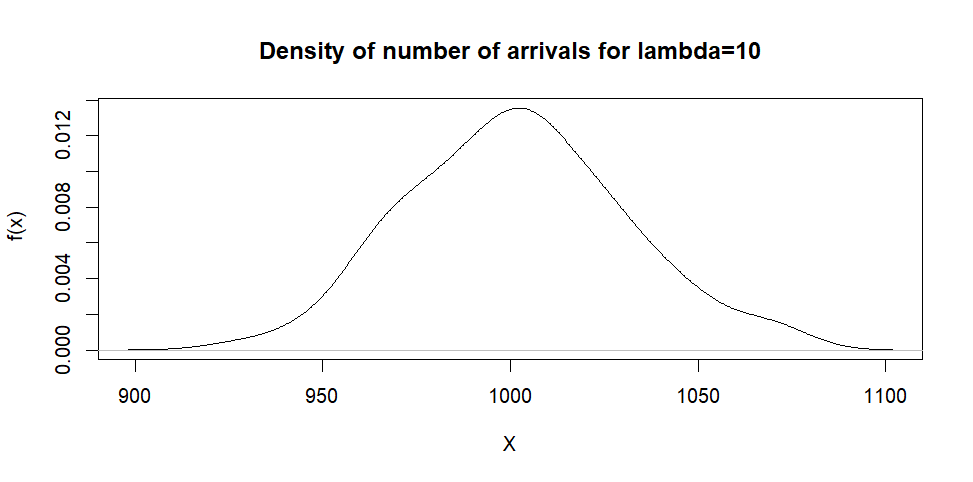 Density of number of arrivals for lambda=10
f(x)
0.012
0.008
0.004
0.000
900 950 1000 1050 1100
X